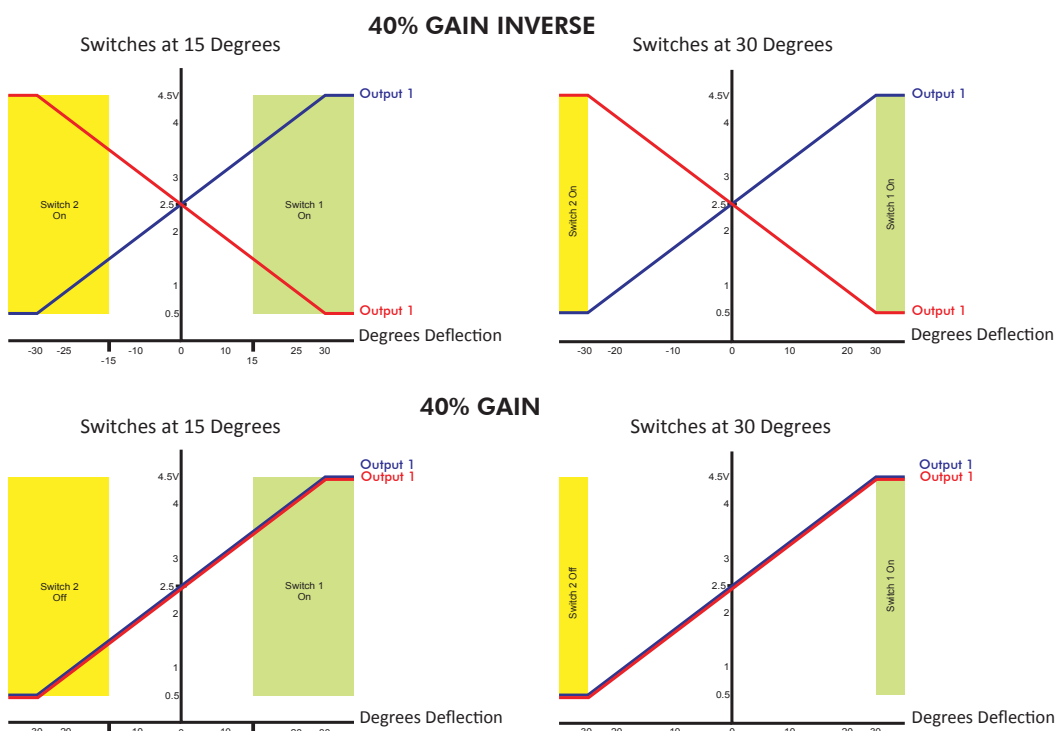 40% GAIN INVERSE
Switches at 15 Degrees
4.5V
4
3
2.5
2
1
0.5
Switch 2
On
Switch 1
On
Output 1
Output 1
Degrees Deflection
-30 -25 -10 0 10 25 30
-15 15
Switches at 30 Degrees
4.5V
4
3
2.5
2
1
0.5
Switch 2 On
Switch 1 On
Output 1
Output 1
Degrees Deflection
-30 -20 -10 0 10 20 30
40% GAIN
Switches at 15 Degrees
4.5V
4
3
2.5
2
1
0.5
Switch 2
Off
Switch 1
On
Output 1
Output 1
Degrees Deflection
Switches at 30 Degrees
4.5V
4
3
2.5
2
1
0.5
Switch 2 Off
Switch 1 On
Output 1
Output 1
Degrees Deflection